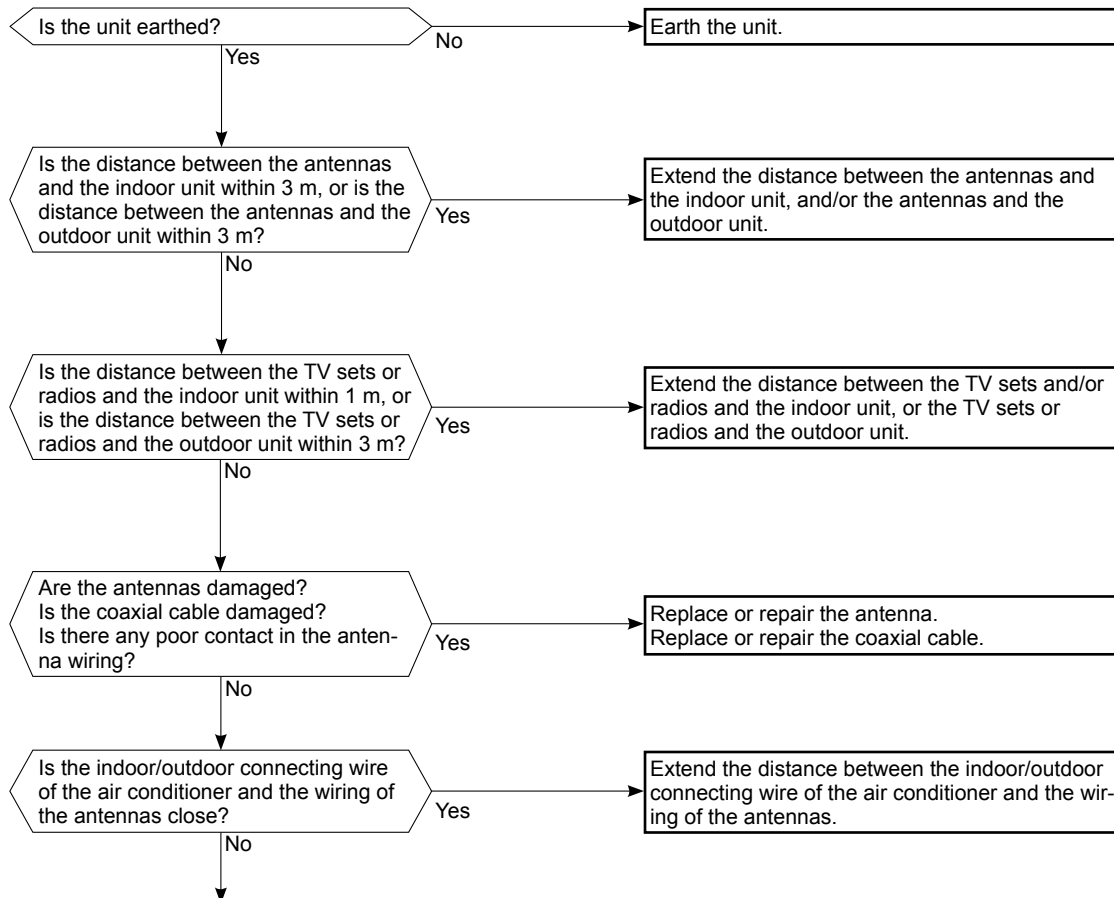 Is the unit earthed?
No
Earth the unit.
Yes
Is the distance between the antennas
and the indoor unit within 3 m, or is the
distance between the antennas and the
outdoor unit within 3 m?
Yes
Extend the distance between the antennas and
the indoor unit, and/or the antennas and the
outdoor unit.
No
Is the distance between the TV sets or
radios and the indoor unit within 1 m, or
is the distance between the TV sets or
radios and the outdoor unit within 3 m?
Yes
Extend the distance between the TV sets and/or
radios and the indoor unit, or the TV sets or
radios and the outdoor unit.
No
Are the antennas damaged?
Is the coaxial cable damaged?
Is there any poor contact in the anten-
na wiring?
Yes
Replace or repair the antenna.
Replace or repair the coaxial cable.
No
Is the indoor/outdoor connecting wire
of the air conditioner and the wiring of
the antennas close?
Yes
Extend the distance between the indoor/outdoor
connecting wire of the air conditioner and the wir-
ing of the antennas.
No